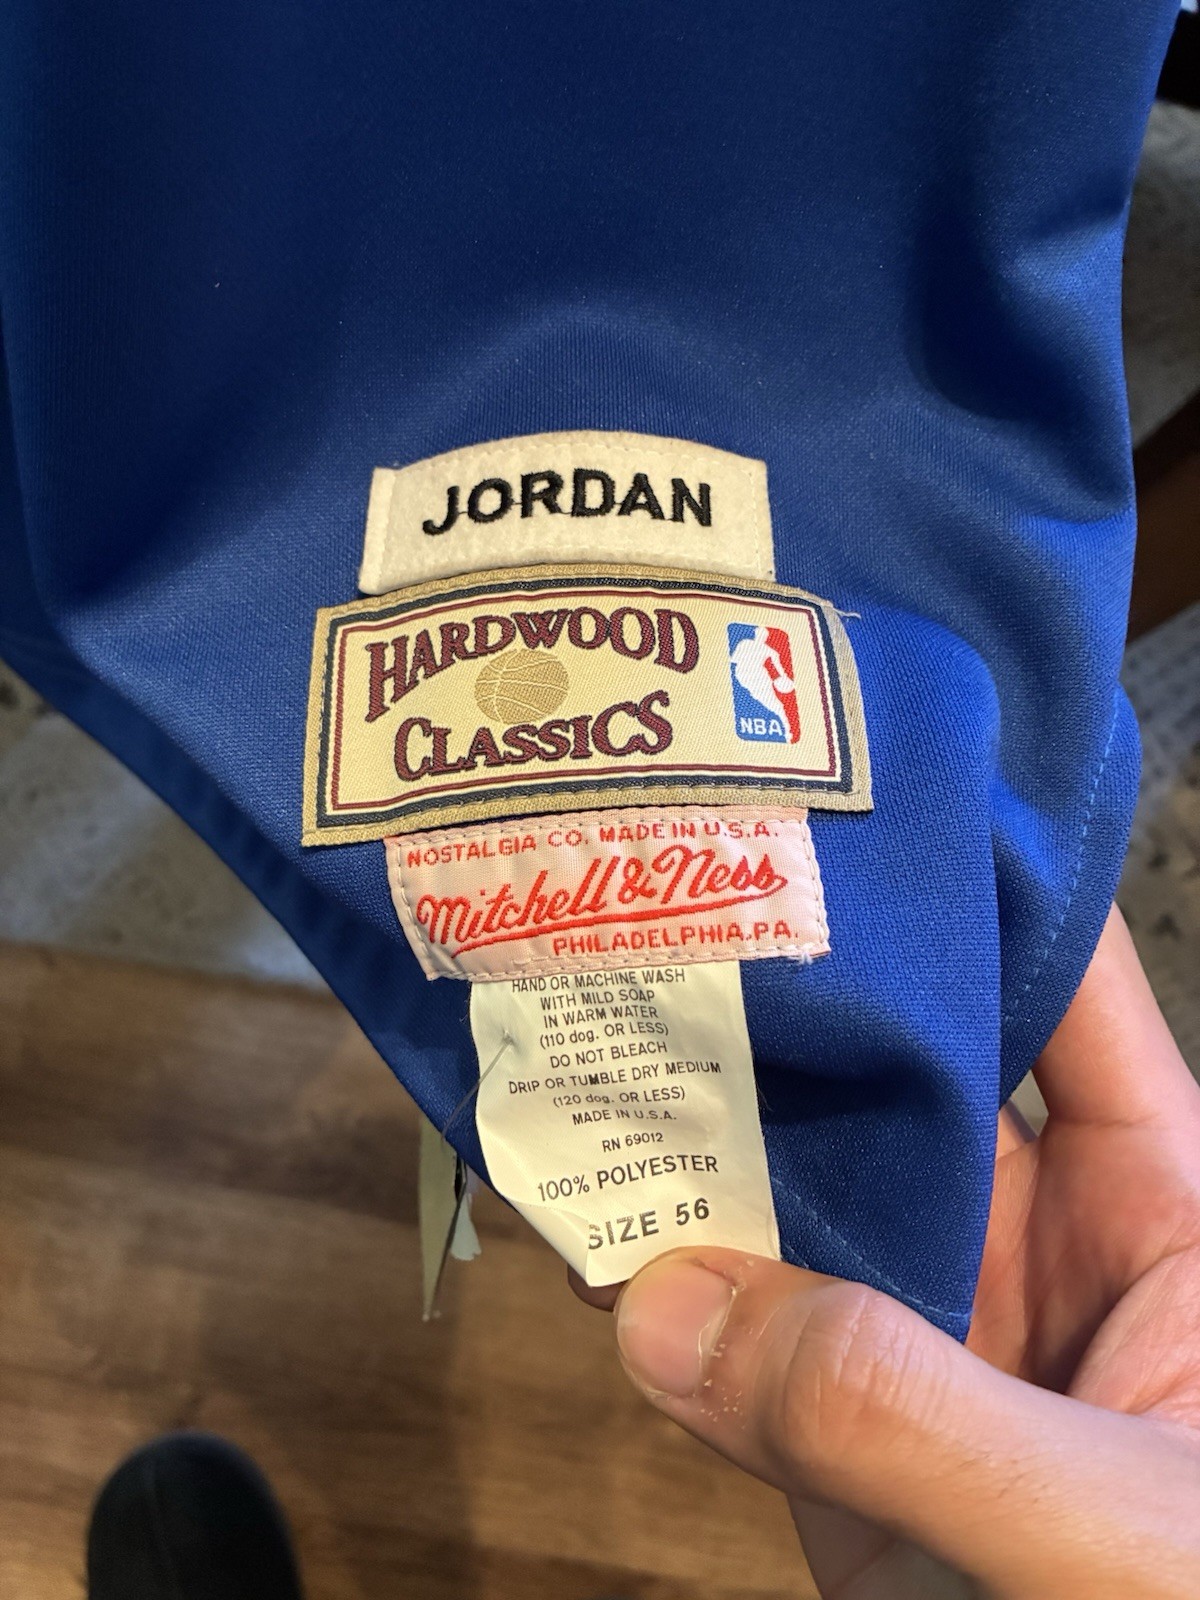 JORDAN
HARDWOOD
CLASSICS
NBA
NOSTALGIA CO. MADE IN U.S.A.
Mitchell & Ness
PHILADELPHIA, PA.
HAND OR MACHINE WASH
WITH MILD SOAP
IN WARM WATER
(110 dog. OR LESS)
DO NOT BLEACH
DRIP OR TUMBLE DRY MEDIUM
(120 dog. OR LESS)
MADE IN U.S.A.
RN 69012
100% POLYESTER
SIZE 56